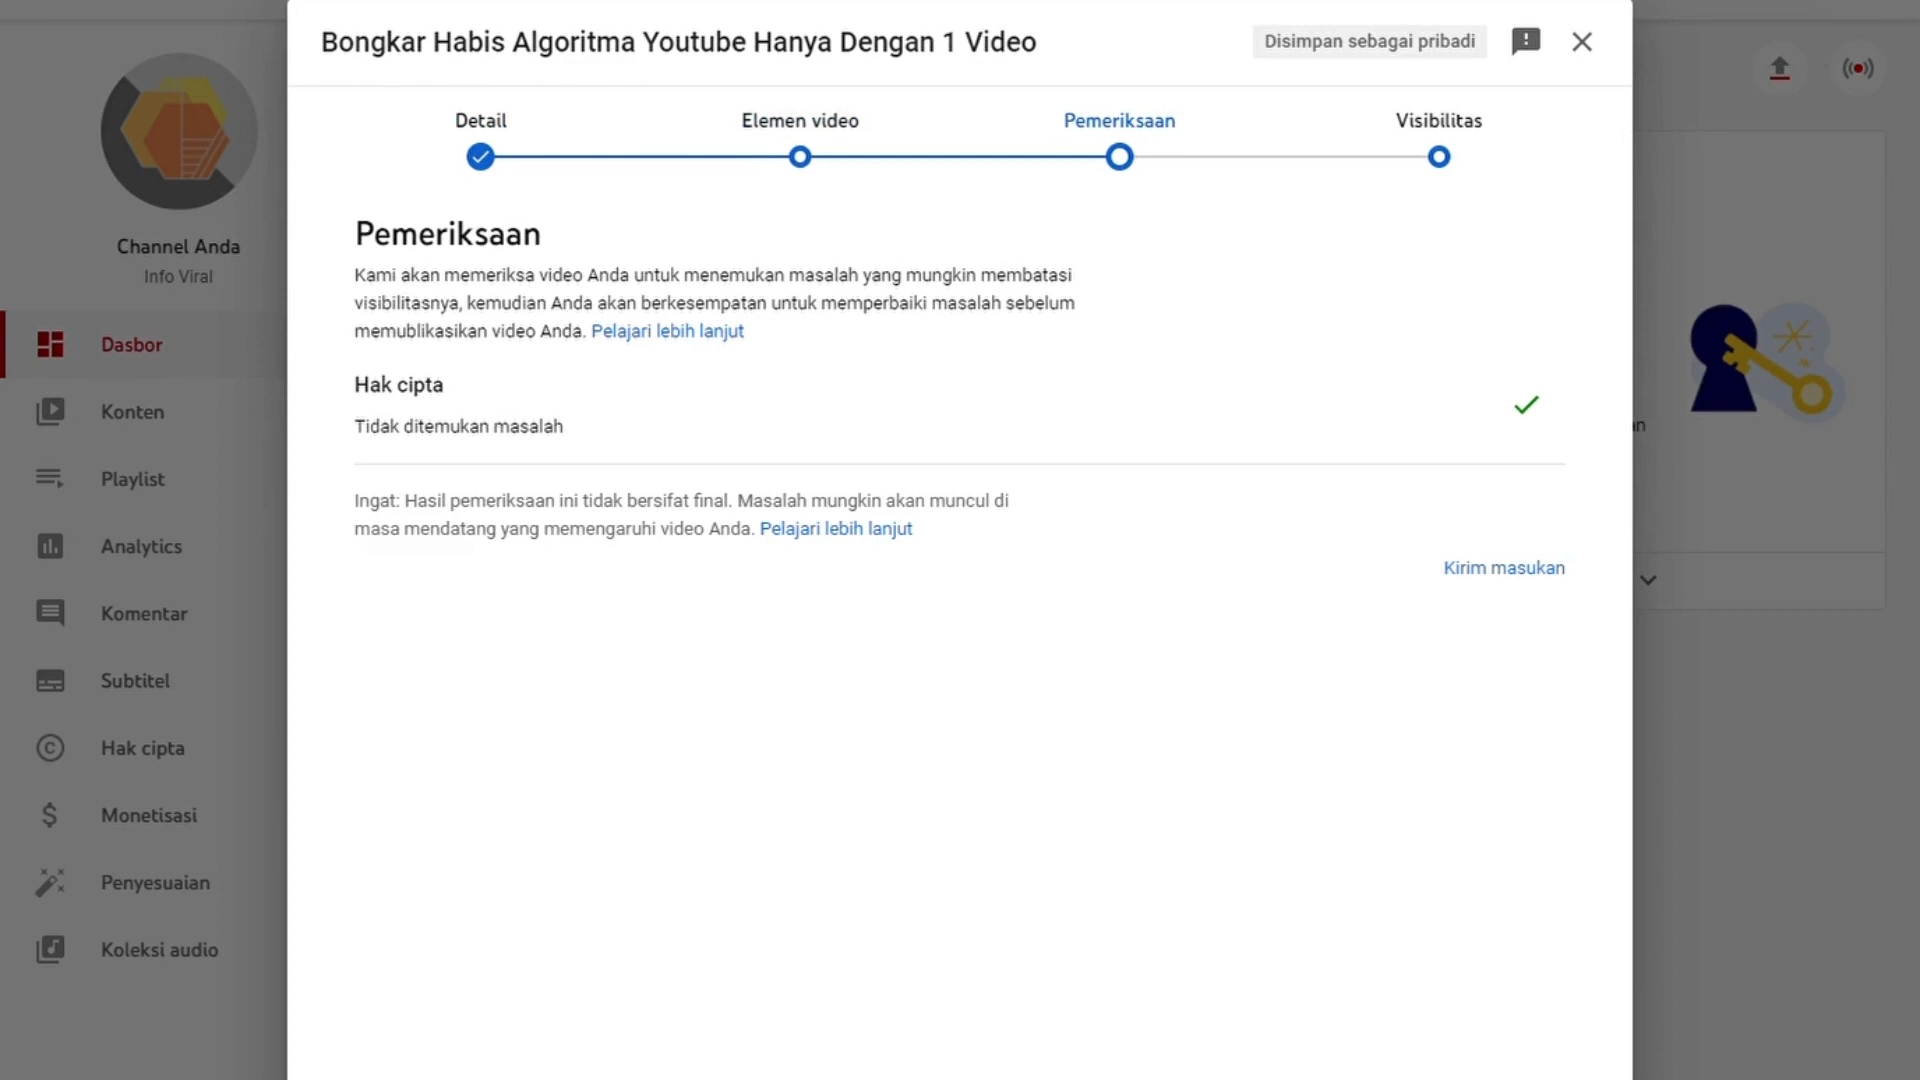 Bongkar Habis Algoritma Youtube Hanya Dengan 1 Video
Disimpan sebagai pribadi
Detail
Elemen video
Pemeriksaan
Visibilitas
Channel Anda
Info Viral
Dasbor
Konten
Playlist
Analytics
Komentar
Subtitel
Hak cipta
Monetisasi
Penyesuaian
Koleksi audio
Pemeriksaan
Kami akan memeriksa video Anda untuk menemukan masalah yang mungkin membatasi
visibilitasnya, kemudian Anda akan berkesempatan untuk memperbaiki masalah sebelum
memublikasikan video Anda. Pelajari lebih lanjut
Hak cipta
Tidak ditemukan masalah
Ingat: Hasil pemeriksaan ini tidak bersifat final. Masalah mungkin akan muncul di
masa mendatang yang memengaruhi video Anda. Pelajari lebih lanjut
Kirim masukan